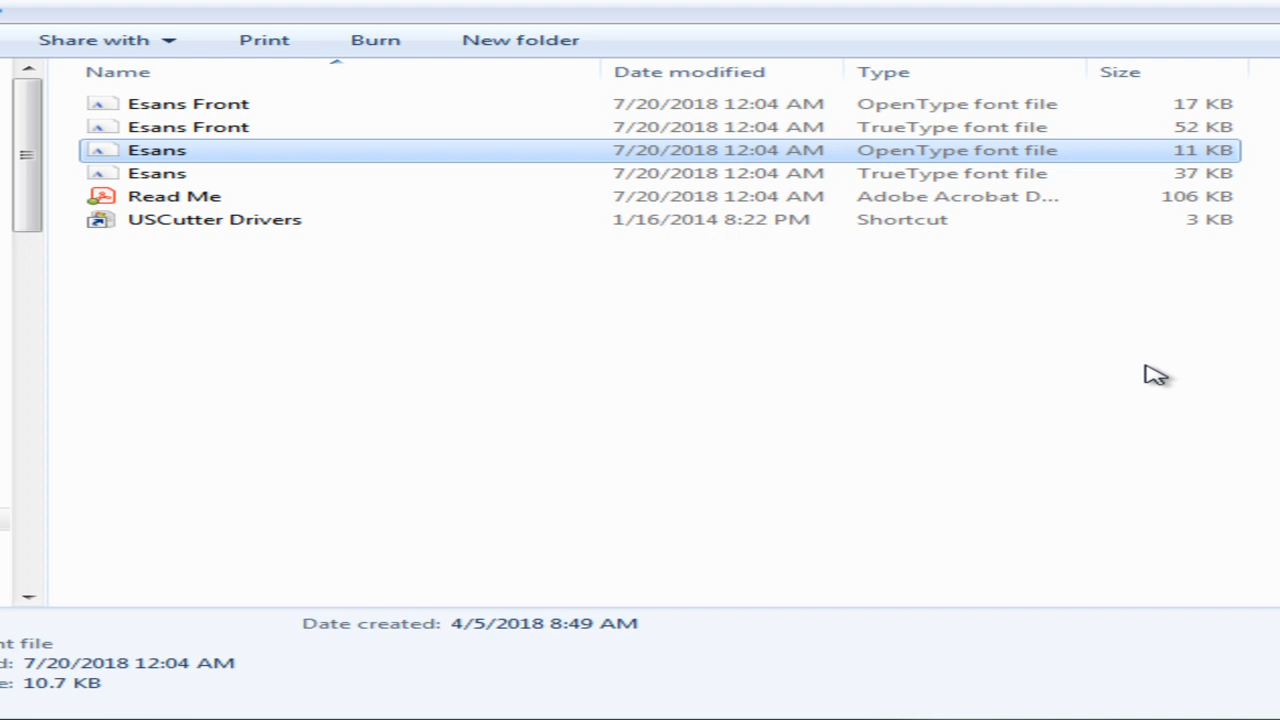 Share with Print Burn New folder
Name Date modified Type Size
Esans Front 7/20/2018 12:04 AM OpenType font file 17 KB
Esans Front 7/20/2018 12:04 AM TrueType font file 52 KB
Esans 7/20/2018 12:04 AM OpenType font file 11 KB
Esans 7/20/2018 12:04 AM TrueType font file 37 KB
Read Me 7/20/2018 12:04 AM Adobe Acrobat D... 106 KB
USCutter Drivers 1/16/2014 8:22 PM Shortcut 3 KB
Date created: 4/5/2018 8:49 AM
nt file
d: 7/20/2018 12:04 AM
e: 10.7 KB